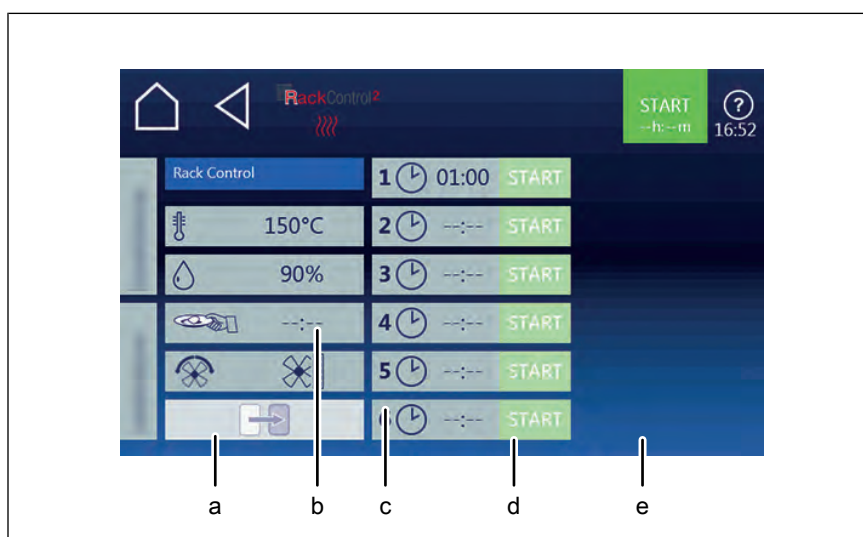 RackControl²
START
--h:--m
16:52
Rack Control
150°C
90%
--:--
1 01:00 START
2 --:-- START
3 --:-- START
4 --:-- START
5 --:-- START
6 --:-- START
a b c d e